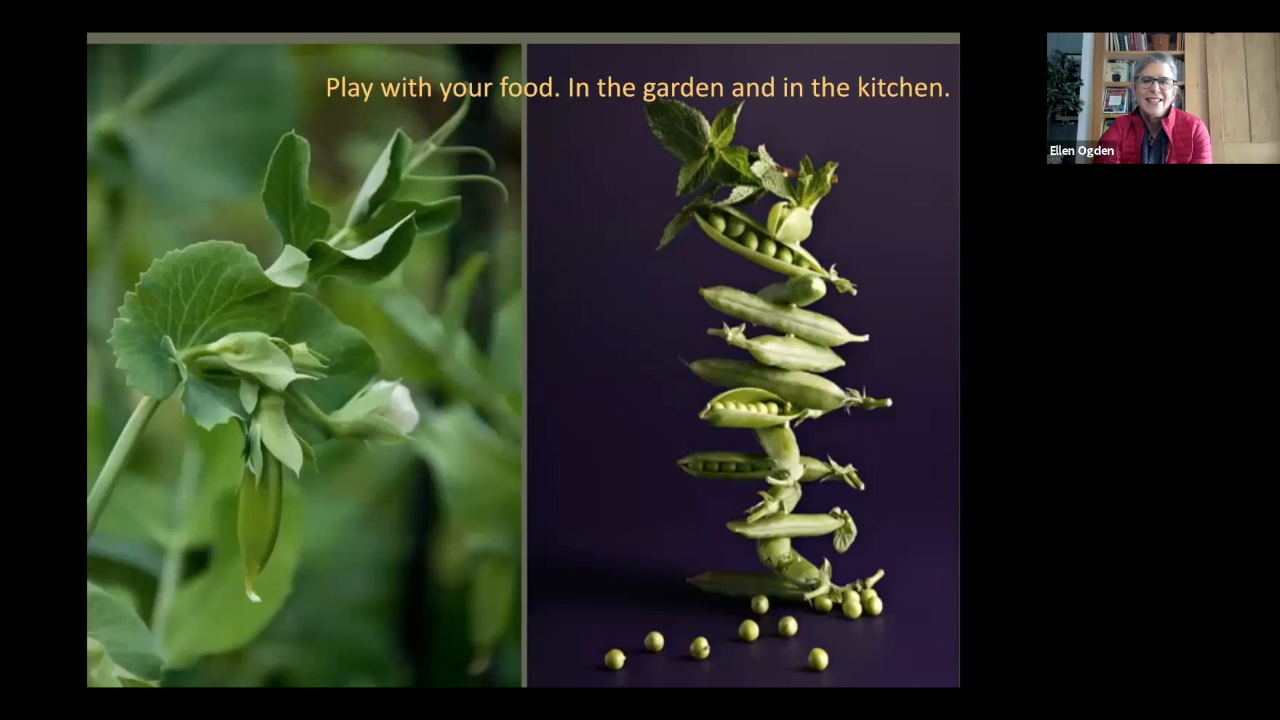 Play with your food. In the garden and in the kitchen.
Ellen Ogden